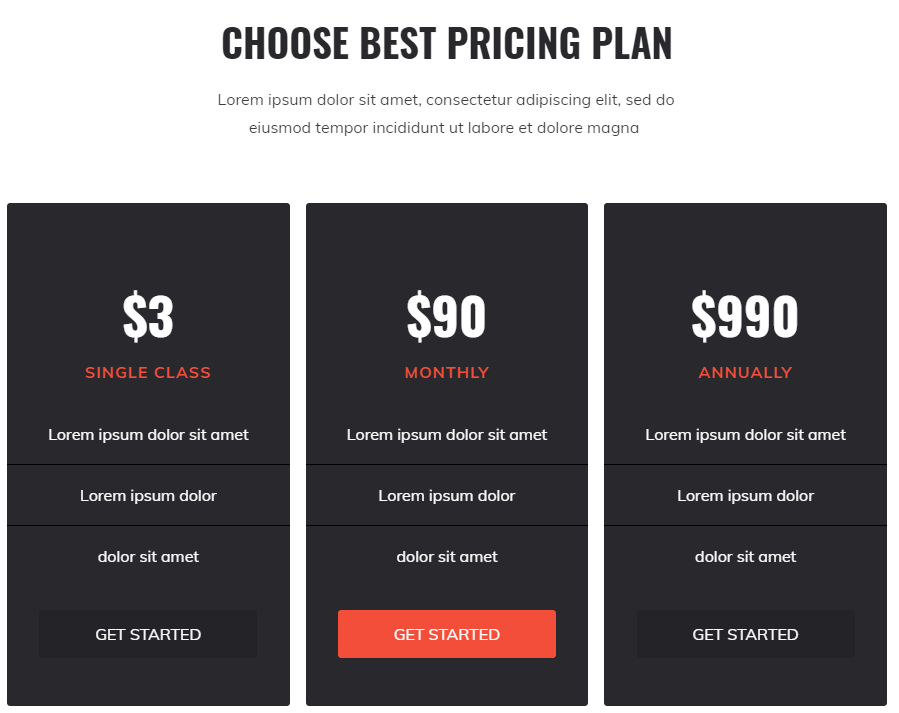 CHOOSE BEST PRICING PLAN
Lorem ipsum dolor sit amet, consectetur adipiscing elit, sed do
eiusmod tempor incididunt ut labore et dolore magna
$3
SINGLE CLASS
Lorem ipsum dolor sit amet
Lorem ipsum dolor
dolor sit amet
GET STARTED
$90
MONTHLY
Lorem ipsum dolor sit amet
Lorem ipsum dolor
dolor sit amet
GET STARTED
$990
ANNUALLY
Lorem ipsum dolor sit amet
Lorem ipsum dolor
dolor sit amet
GET STARTED